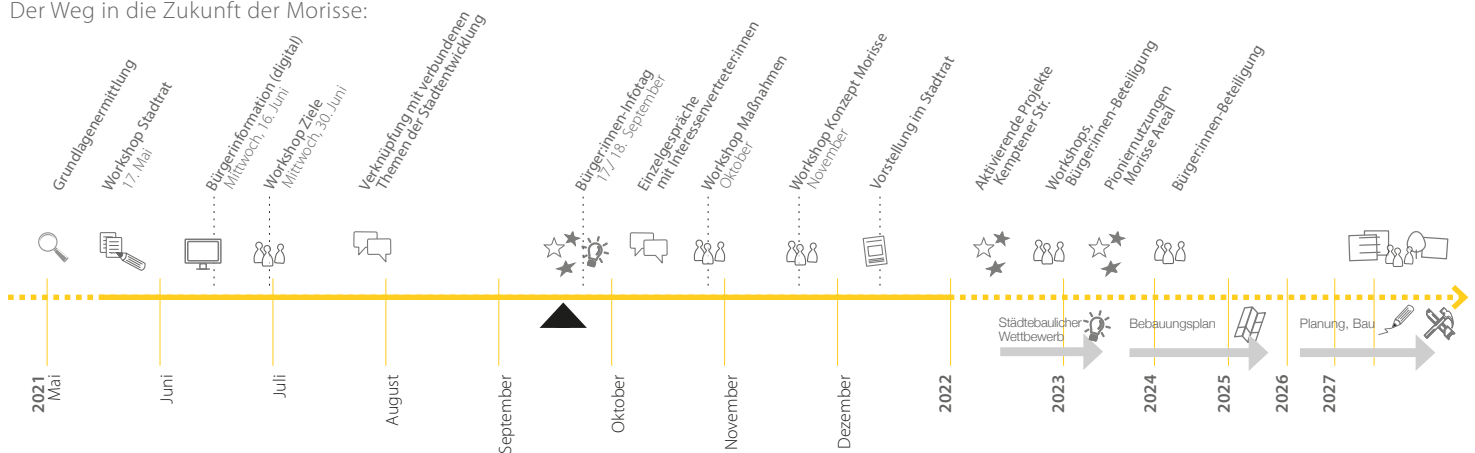 Der Weg in die Zukunft der Morisse:
Grundlagenermittlung
Workshop Stadtrat
17. Mai
Bürgerinformation (digital)
Mittwoch, 16. Juni
Workshop Ziele
Mittwoch, 30. Juni
Verknüpfung mit verbundenen
Themen der Stadtentwicklung
Bürger:innen-Infotag
17./ 18. September
Einzelgespräche
mit Interessenvertreter:innen
Workshop Maßnahmen
Oktober
Workshop Konzept Morisse
November
Vorstellung im Stadtrat
Aktivierende Projekte
Kemptener Str.
Workshops,
Bürger:innen-Beteiligung
Pioniernutzungen
Morisse Areal
Bürger:innen-Beteiligung
Städtebaulicher
Wettbewerb
Bebauungsplan
Planung, Bau
2021
Mai
Juni
Juli
August
September
Oktober
November
Dezember
2022
2023
2024
2025
2026
2027